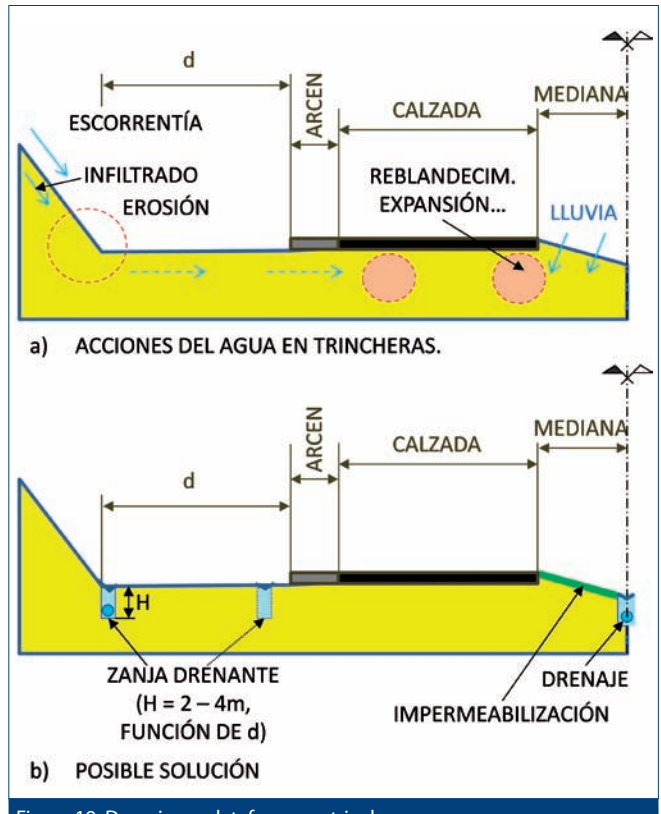 d
ARCEN
CALZADA
MEDIANA
ESCORRENTÍA
INFILTRADO
EROSIÓN
REBLANDECIM.
EXPANSIÓN...
LLUVIA
a) ACCIONES DEL AGUA EN TRINCHERAS.
d
ARCEN
CALZADA
MEDIANA
H
ZANJA DRENANTE
(H = 2 – 4m,
FUNCIÓN DE d)
DRENAJE
IMPERMEABILIZACIÓN
b) POSIBLE SOLUCIÓN